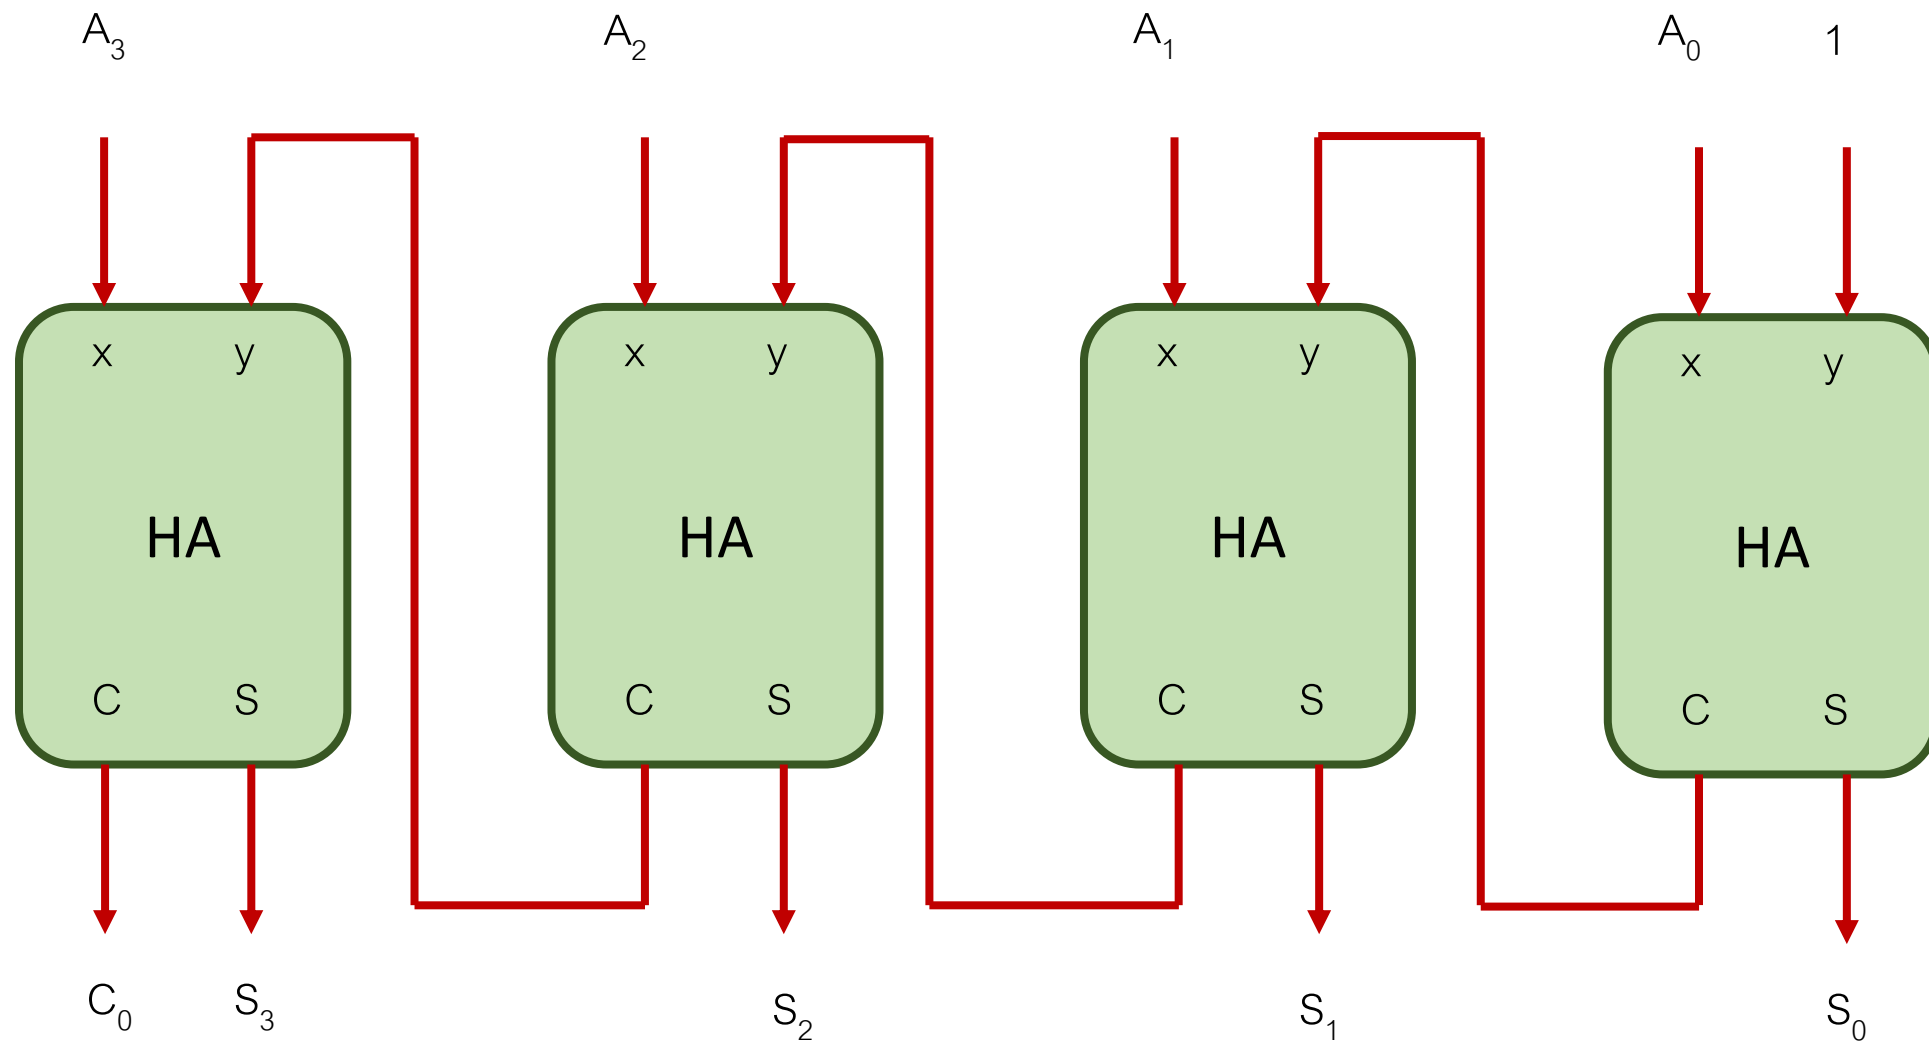 A₃ A₂ A₁ A₀ 1
x y x y x y x y
HA HA HA HA
C S C S C S C S
C₀ S₃ S₂ S₁ S₀